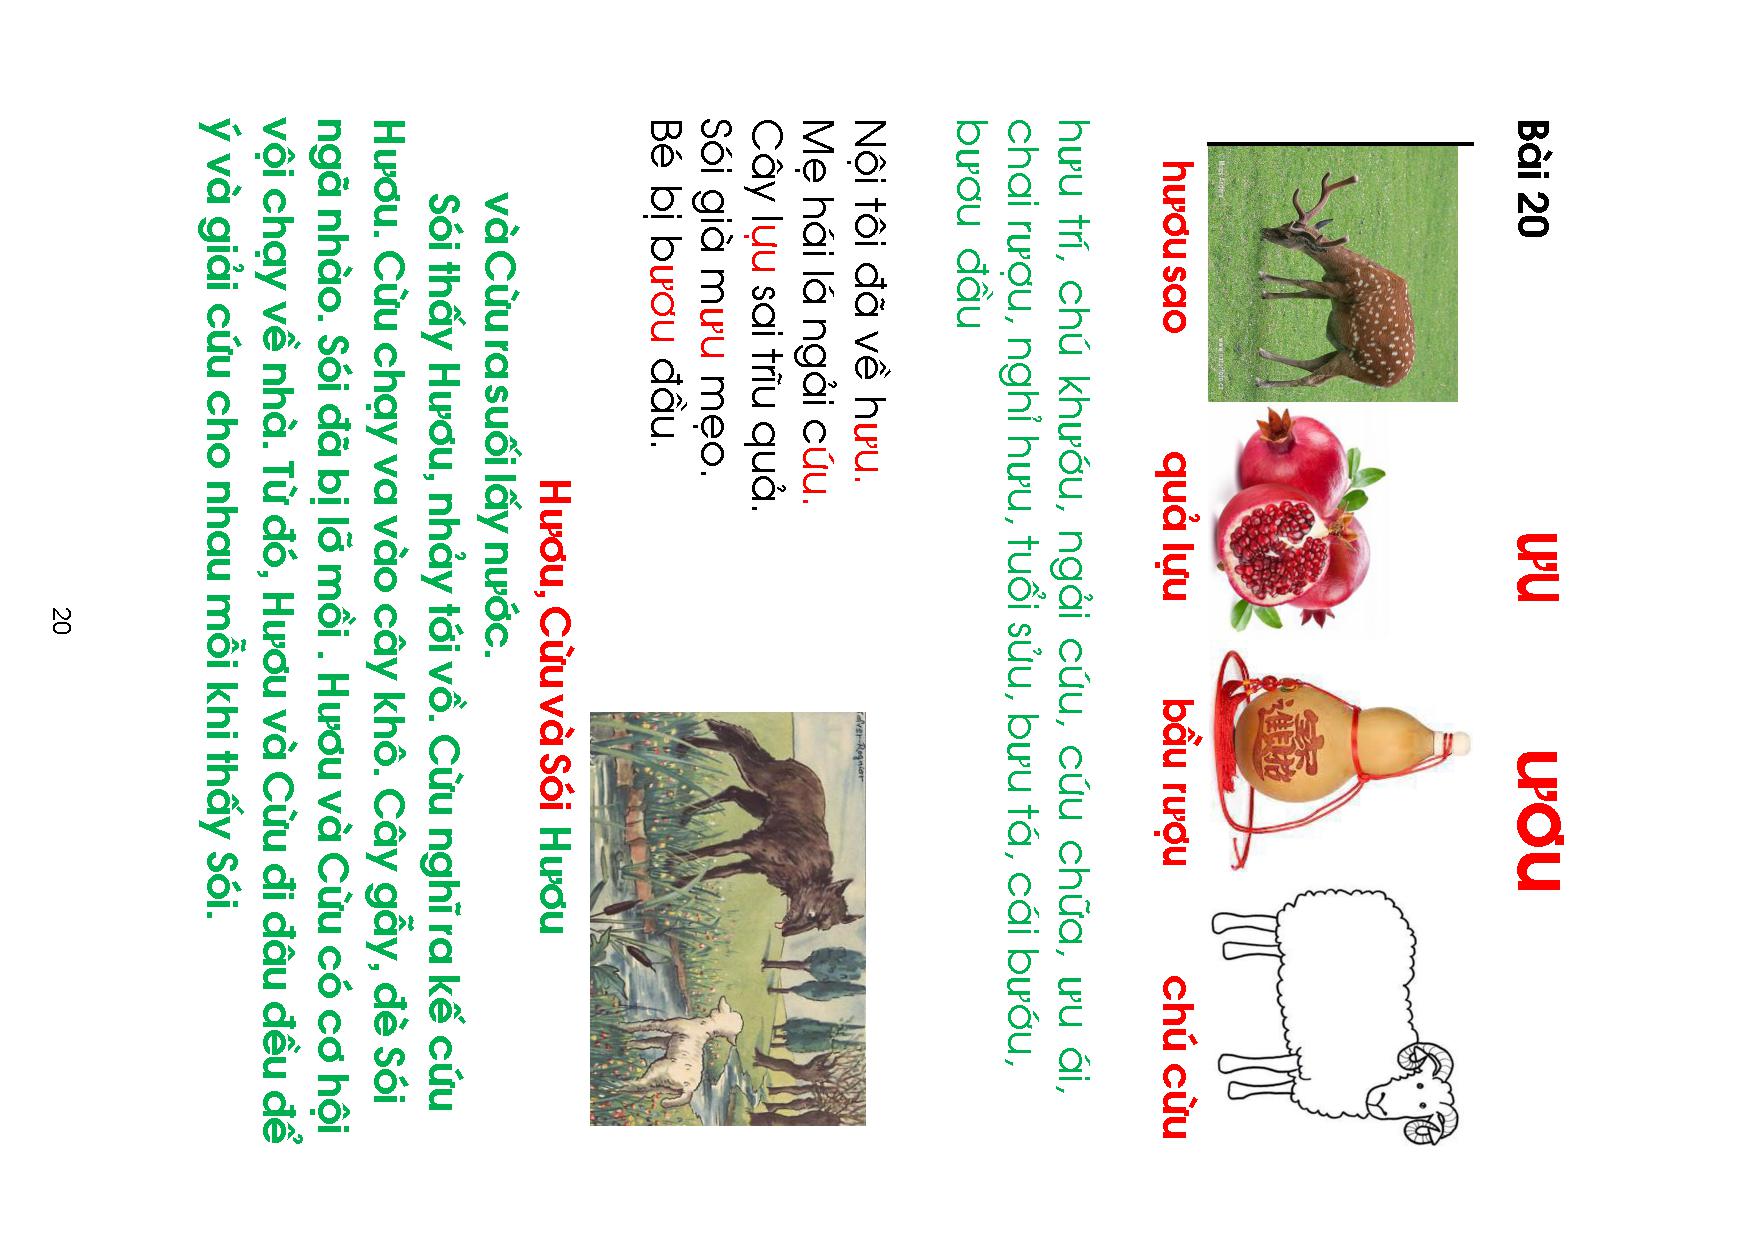 Bài 20 ưu ươu
hươu sao quả lựu bầu rượu chú cừu
hưu trí, chú khướu, ngải cứu, cứu chữa, ưu ái,
chai rượu, nghỉ hưu, tuổi sửu, bưu tá, cái bướu,
bươu đầu
Nội tôi đã về hưu.
Mẹ hái lá ngải cứu.
Cây lựu sai trĩu quả.
Sói già mưu mẹo.
Bé bị bươu đầu.
Hươu, Cừu và Sói Hươu
và Cừu ra suối lấy nước.
Sói thấy Hươu, nhảy tới vồ. Cừu nghĩ ra kế cứu
Hươu. Cừu chạy va vào cây khô. Cây gẫy, đè Sói
ngã nhào. Sói đã bị lỡ mồi . Hươu và Cừu có cơ hội
vội chạy về nhà. Từ đó, Hươu và Cừu đi đâu đều để
ý và giải cứu cho nhau mỗi khi thấy Sói.
20